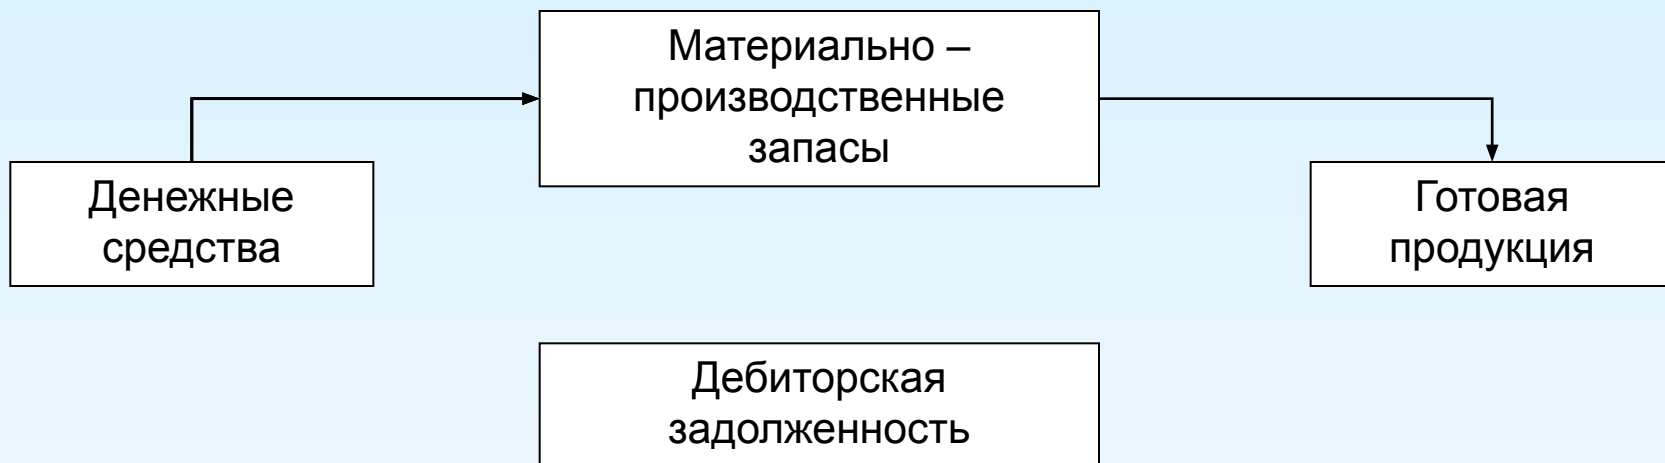 Материально –
производственные
запасы
Денежные
средства
Готовая
продукция
Дебиторская
задолженность